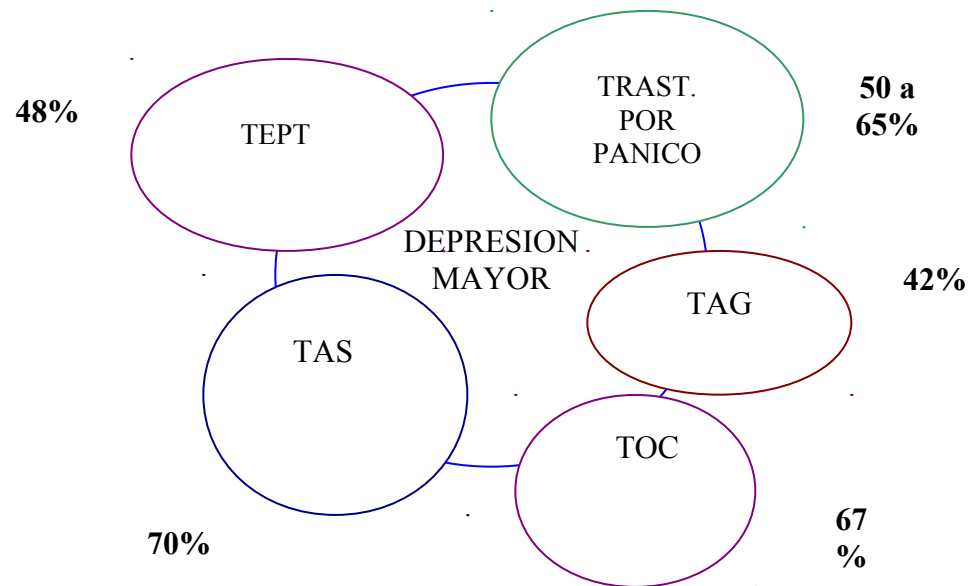 48%
TEPT
TRAST.
POR
PANICO
50 a
65%
DEPRESION
MAYOR
TAG
42%
TAS
TOC
70%
67
%